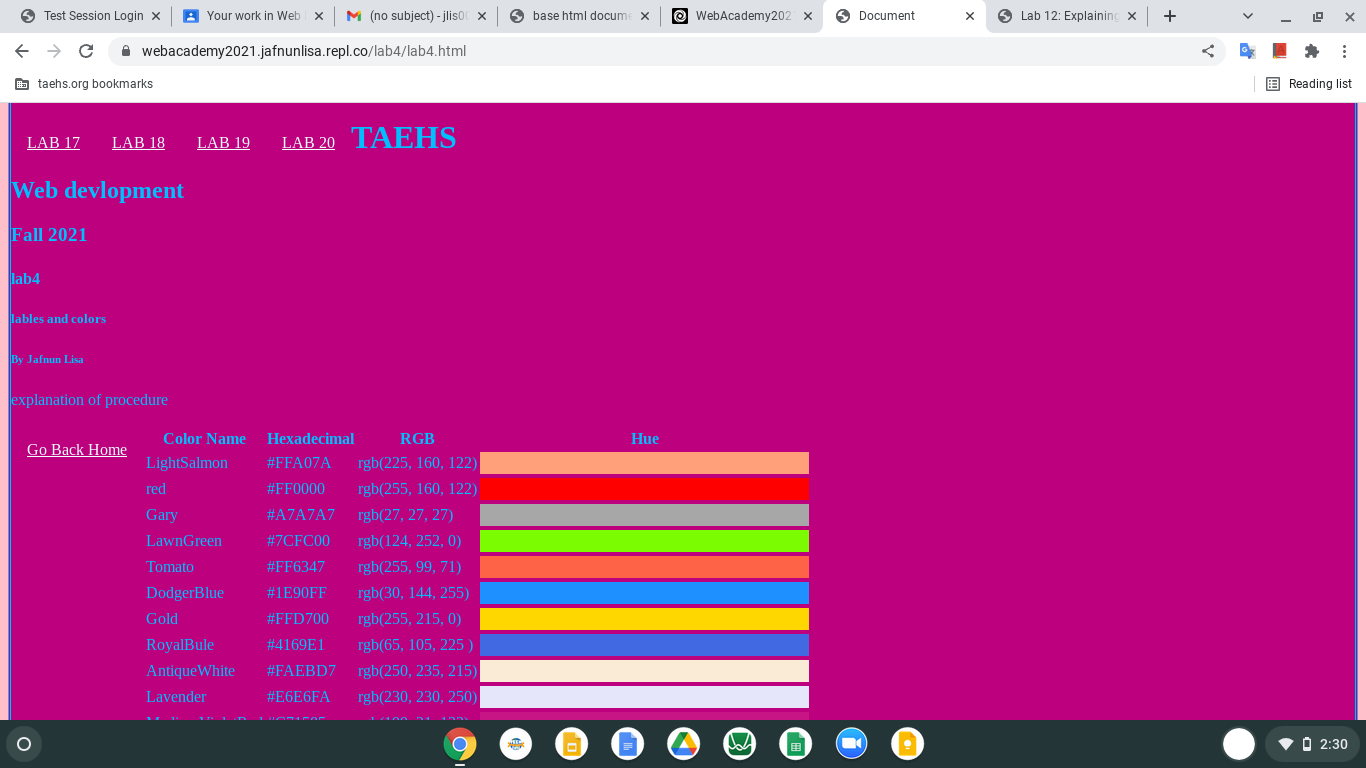 Test Session Login
Your work in Web
(no subject) - jlis00
base html docume
WebAcademy202
Document
Lab 12: Explaining
webacademy2021.jafnunlisa.repl.co/lab4/lab4.html
taehs.org bookmarks
Reading list
LAB 17 LAB 18 LAB 19 LAB 20 TAEHS
Web devlopment
Fall 2021
lab4
lables and colors
By Jafnun Lisa
explanation of procedure
Go Back Home
Color Name Hexadecimal RGB Hue
LightSalmon #FFA07A rgb(225, 160, 122)
red #FF0000 rgb(255, 160, 122)
Gary #A7A7A7 rgb(27, 27, 27)
LawnGreen #7CFC00 rgb(124, 252, 0)
Tomato #FF6347 rgb(255, 99, 71)
DodgerBlue #1E90FF rgb(30, 144, 255)
Gold #FFD700 rgb(255, 215, 0)
RoyalBule #4169E1 rgb(65, 105, 225 )
AntiqueWhite #FAEBD7 rgb(250, 235, 215)
Lavender #E6E6FA rgb(230, 230, 250)
2:30